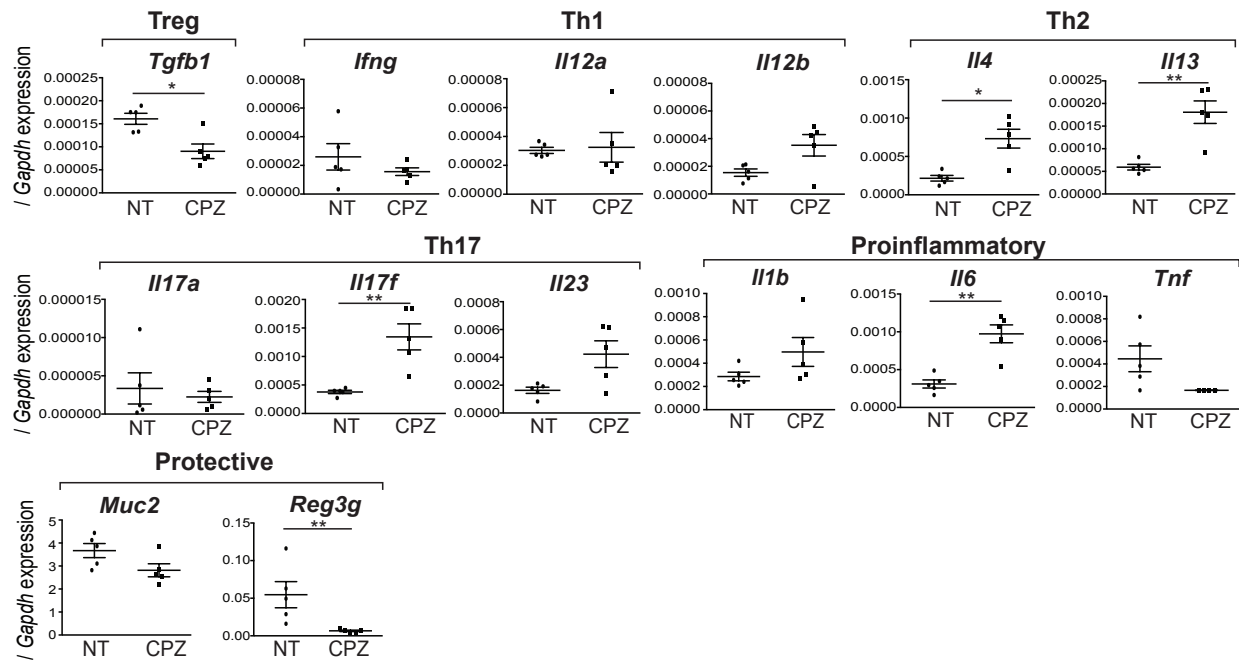 Treg
Th1
Th2
Tgfb1
Ifng
Il12a
Il12b
Il4
Il13
/ Gapdh expression
0.00025
0.00020
0.00015
0.00010
0.00005
0.00000
*
NT CPZ
0.00008
0.00006
0.00004
0.00002
0.00000
NT CPZ
0.00008
0.00006
0.00004
0.00002
0.00000
NT CPZ
0.00008
0.00006
0.00004
0.00002
0.00000
NT CPZ
0.0015
0.0010
0.0005
0.0000
*
NT CPZ
0.00025
0.00020
0.00015
0.00010
0.00005
0.00000
**
NT CPZ
Th17
Proinflammatory
Il17a
Il17f
Il23
Il1b
Il6
Tnf
/ Gapdh expression
0.000015
0.000010
0.000005
0.000000
NT CPZ
0.0020
0.0015
0.0010
0.0005
0.0000
**
NT CPZ
0.0008
0.0006
0.0004
0.0002
0.0000
NT CPZ
0.0010
0.0008
0.0006
0.0004
0.0002
0.0000
NT CPZ
0.0015
0.0010
0.0005
0.0000
**
NT CPZ
0.0010
0.0008
0.0006
0.0004
0.0002
0.0000
NT CPZ
Protective
Muc2
Reg3g
/ Gapdh expression
5
4
3
2
1
0
NT CPZ
0.15
0.10
0.05
0.00
**
NT CPZ